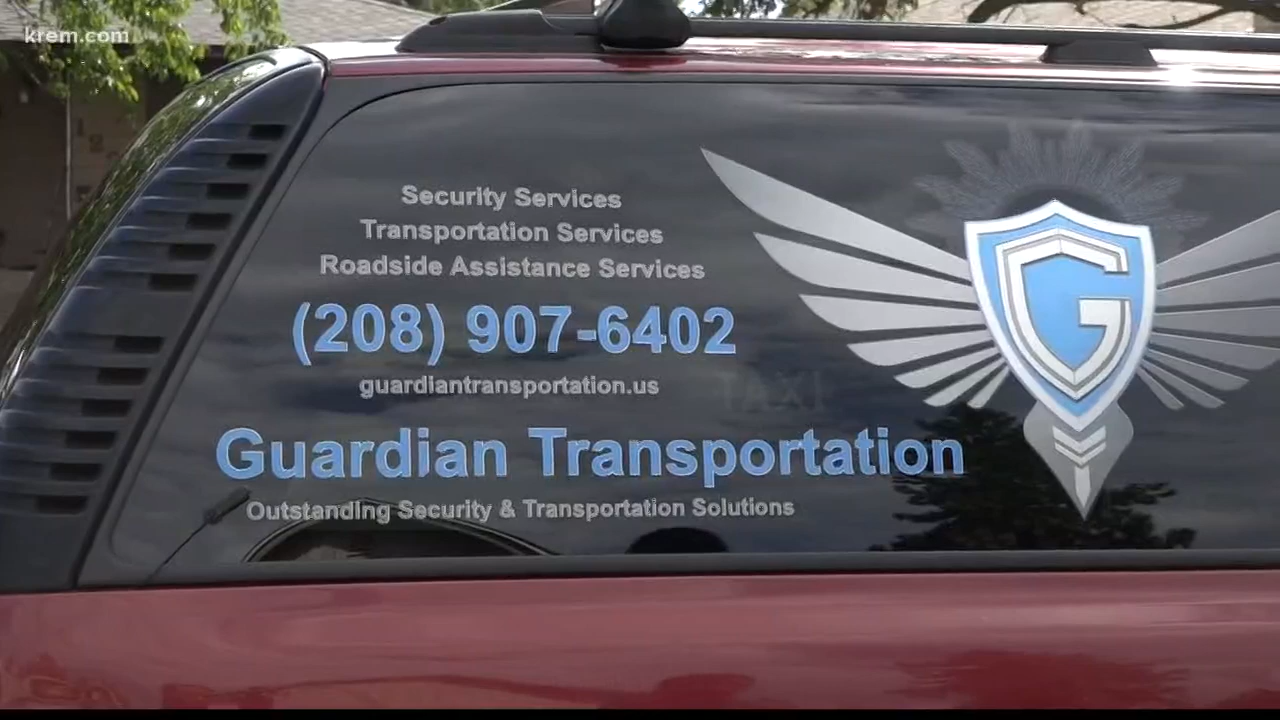 krem.com
Security Services
Transportation Services
Roadside Assistance Services
(208) 907-6402
guardiantransportation.us
TAXI
Guardian Transportation
Outstanding Security & Transportation Solutions
G